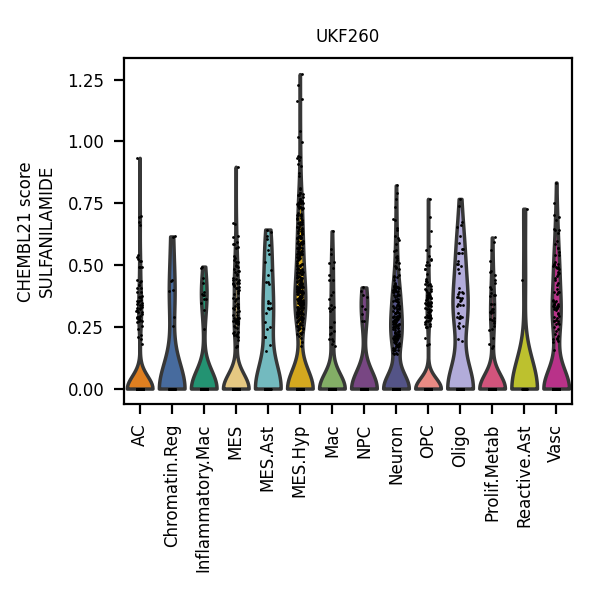 UKF260
CHEMBL21 score
SULFANILAMIDE
1.25
1.00
0.75
0.50
0.25
0.00
AC
Chromatin.Reg
Inflammatory.Mac
MES
MES.Ast
MES.Hyp
Mac
NPC
Neuron
OPC
Oligo
Prolif.Metab
Reactive.Ast
Vasc